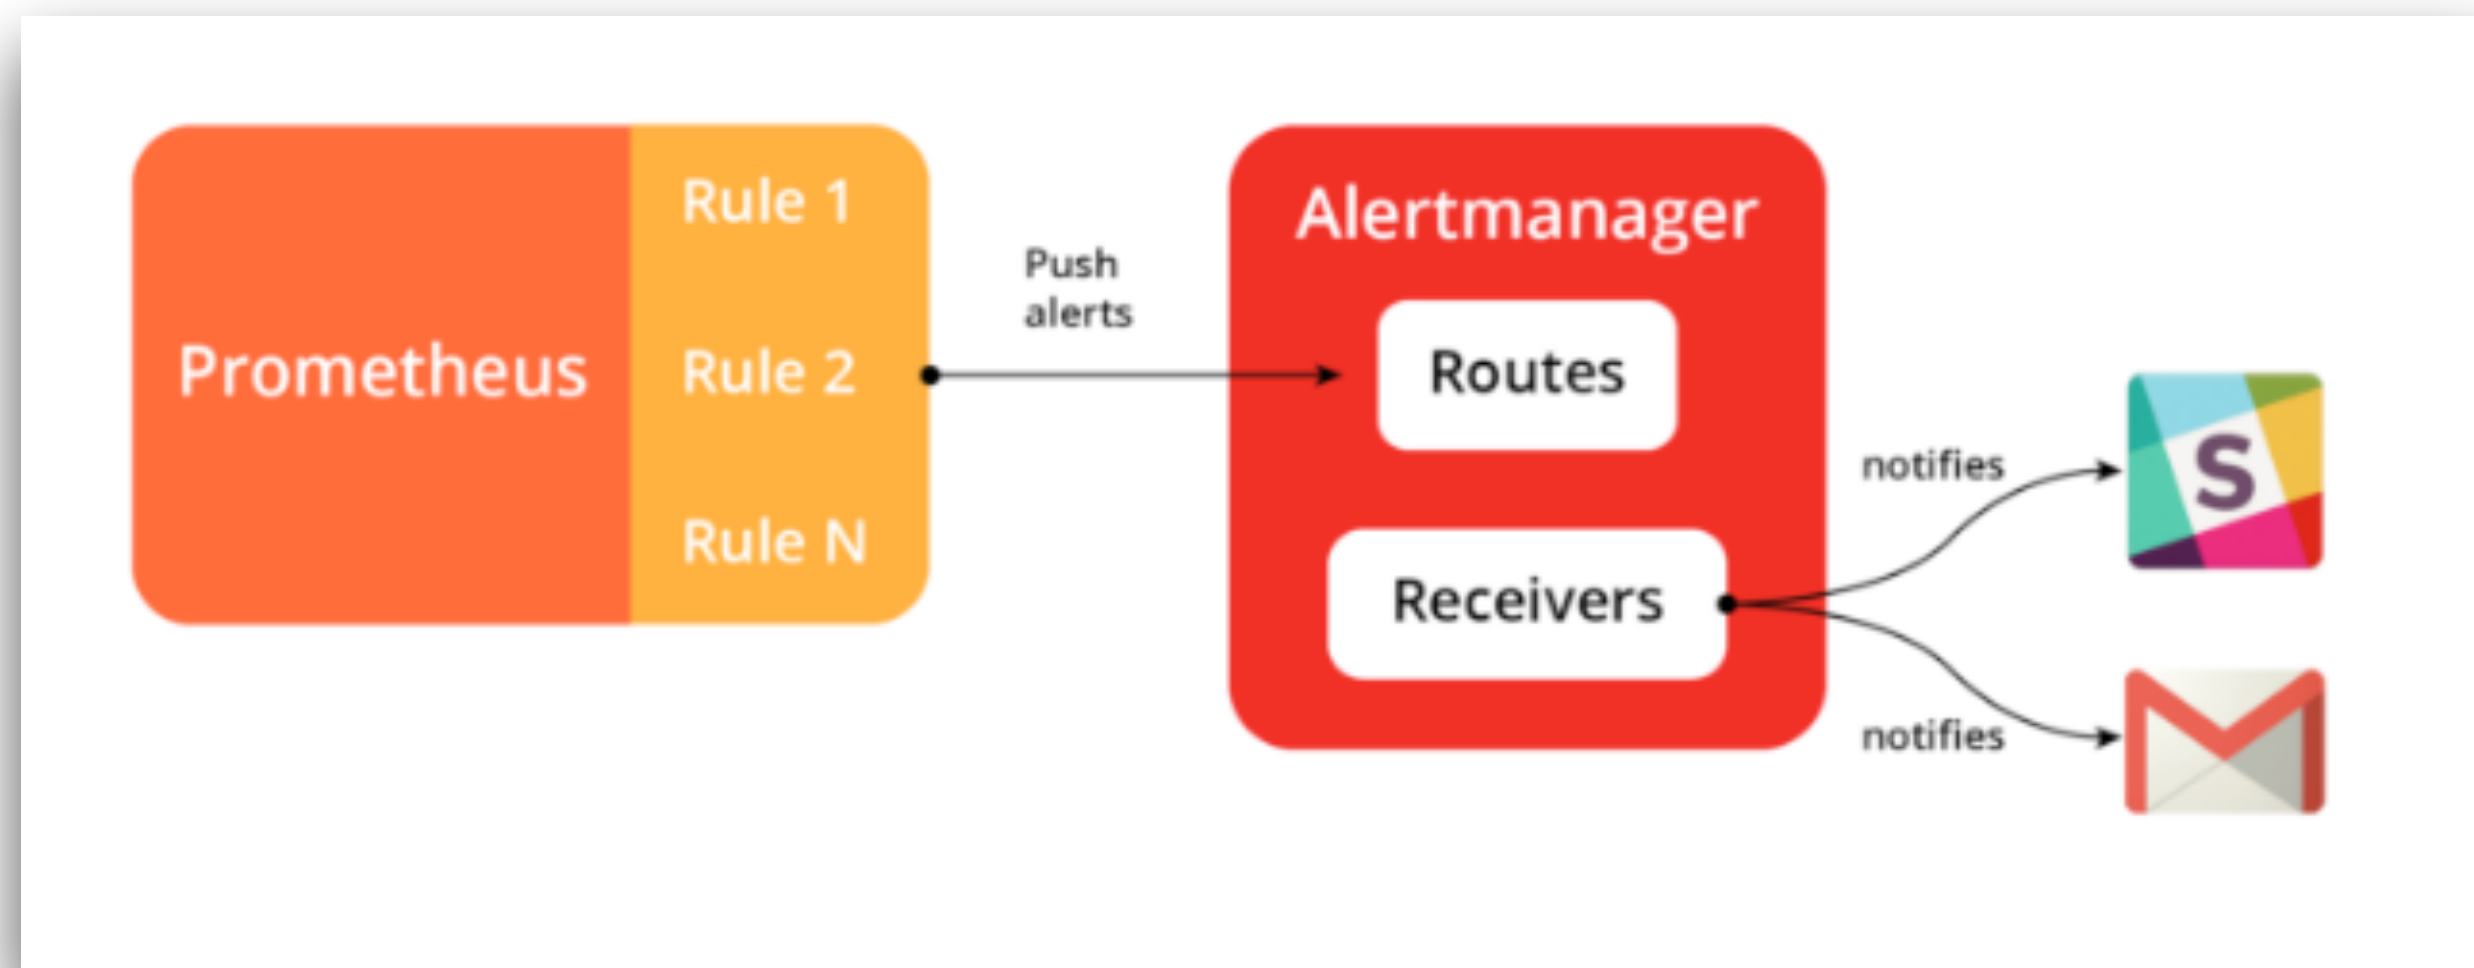 Prometheus
Rule 1
Rule 2
Rule N
Push
alerts
Alertmanager
Routes
Receivers
notifies
S
notifies